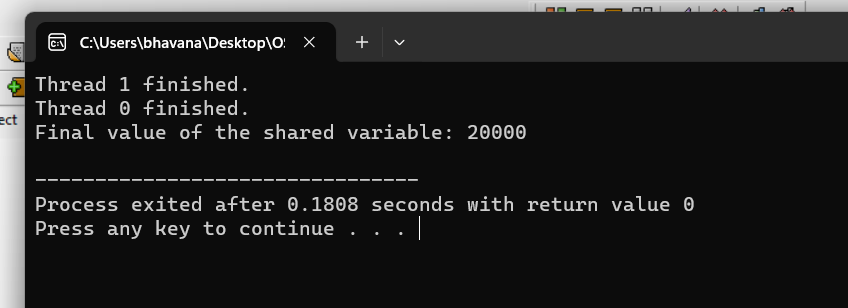 C:\Users\bhavana\Desktop\O
Thread 1 finished.
Thread 0 finished.
ect
Final value of the shared variable: 20000
--------------------------------
Process exited after 0.1808 seconds with return value 0
Press any key to continue . . .